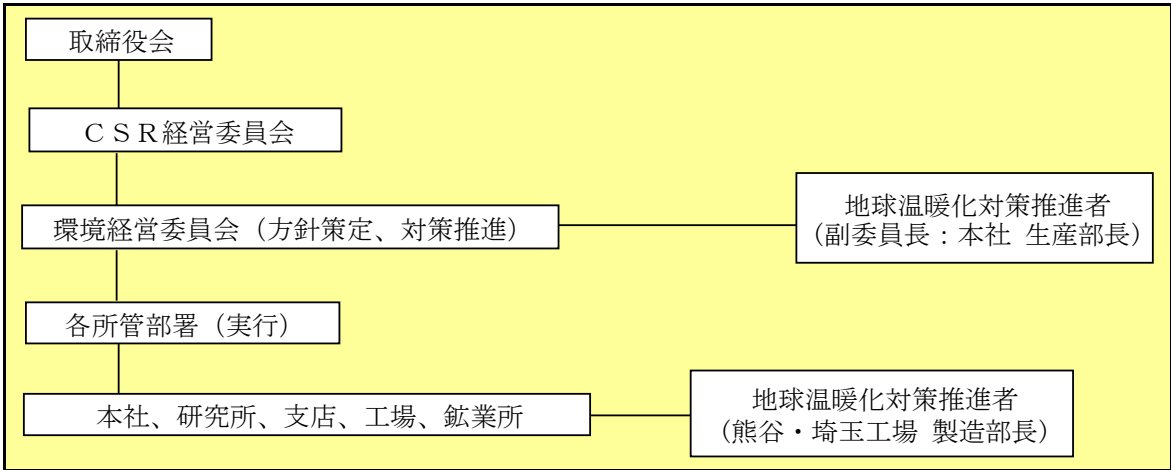 取締役会
ＣＳＲ経営委員会
環境経営委員会（方針策定、対策推進）
地球温暖化対策推進者
（副委員長：本社 生産部長）
各所管部署（実行）
本社、研究所、支店、工場、鉱業所
地球温暖化対策推進者
（熊谷・埼玉工場 製造部長）